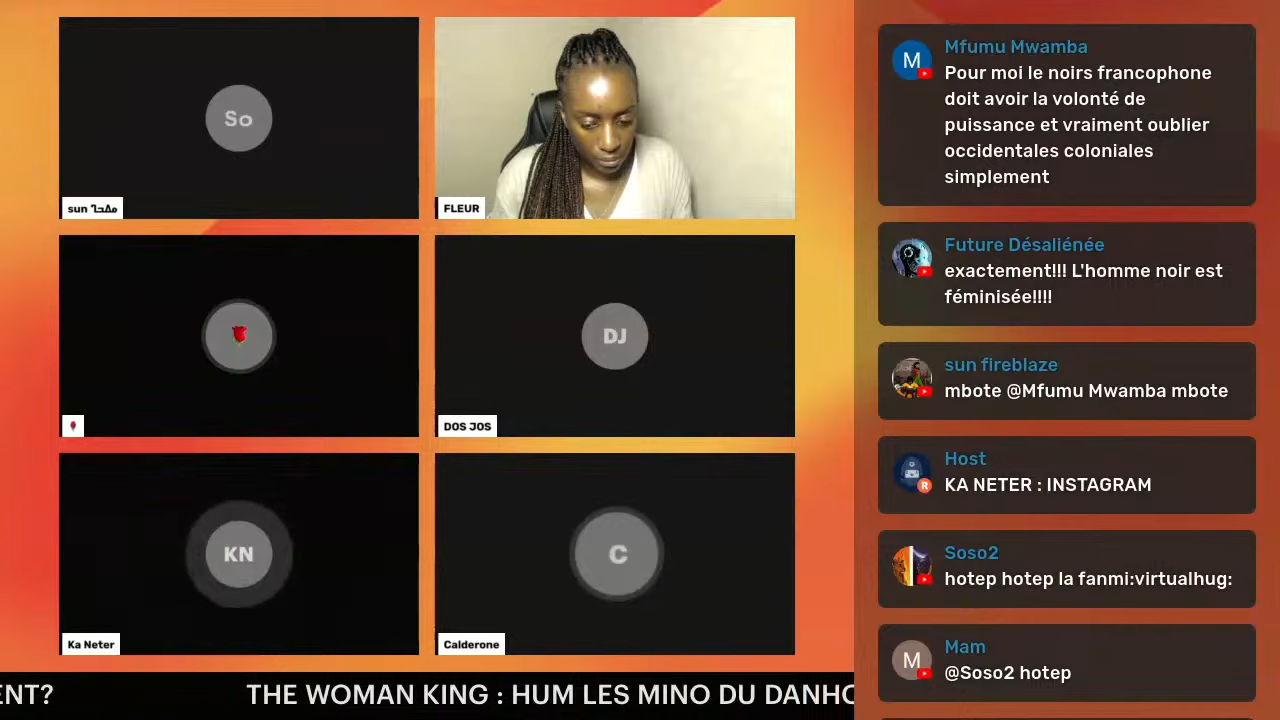 So
sun
FLEUR
DJ
DOS JOS
KN
Ka Neter
C
Calderone
ENT? THE WOMAN KING : HUM LES MINO DU DANHO
M
Mfumu Mwamba
Pour moi le noirs francophone
doit avoir la volonté de
puissance et vraiment oublier
occidentales coloniales
simplement
Future Désaliénée
exactement!!! L'homme noir est
féminisée!!!!
sun fireblaze
mbote @Mfumu Mwamba mbote
Host
R
KA NETER : INSTAGRAM
Soso2
hotep hotep la fanmi:virtualhug:
M
Mam
@Soso2 hotep